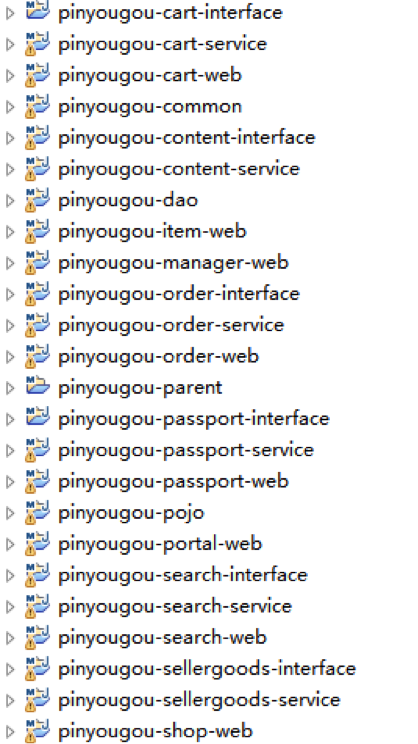 pinyougou-cart-interface
pinyougou-cart-service
pinyougou-cart-web
pinyougou-common
pinyougou-content-interface
pinyougou-content-service
pinyougou-dao
pinyougou-item-web
pinyougou-manager-web
pinyougou-order-interface
pinyougou-order-service
pinyougou-order-web
pinyougou-parent
pinyougou-passport-interface
pinyougou-passport-service
pinyougou-passport-web
pinyougou-pojo
pinyougou-portal-web
pinyougou-search-interface
pinyougou-search-service
pinyougou-search-web
pinyougou-sellergoods-interface
pinyougou-sellergoods-service
pinyougou-shop-web